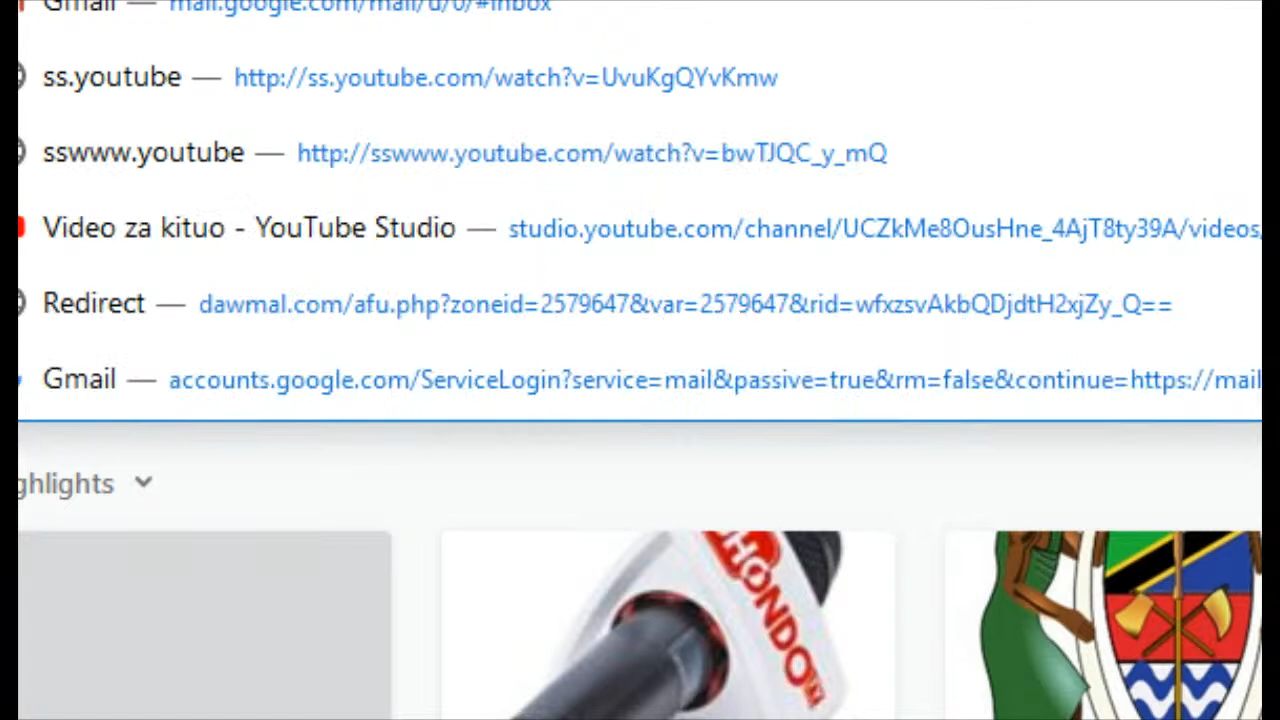 Gmail — mail.google.com/mail/u/0/#inbox
ss.youtube — http://ss.youtube.com/watch?v=UvuKgQYvKmw
sswww.youtube — http://sswww.youtube.com/watch?v=bwTJQC_y_mQ
Video za kituo - YouTube Studio — studio.youtube.com/channel/UCZkMe8OusHne_4AjT8ty39A/videos
Redirect — dawmal.com/afu.php?zoneid=2579647&var=2579647&rid=wfxzsvAkbQDjdtH2xjZy_Q==
Gmail — accounts.google.com/ServiceLogin?service=mail&passive=true&rm=false&continue=https://mail
ghlights
HONDO